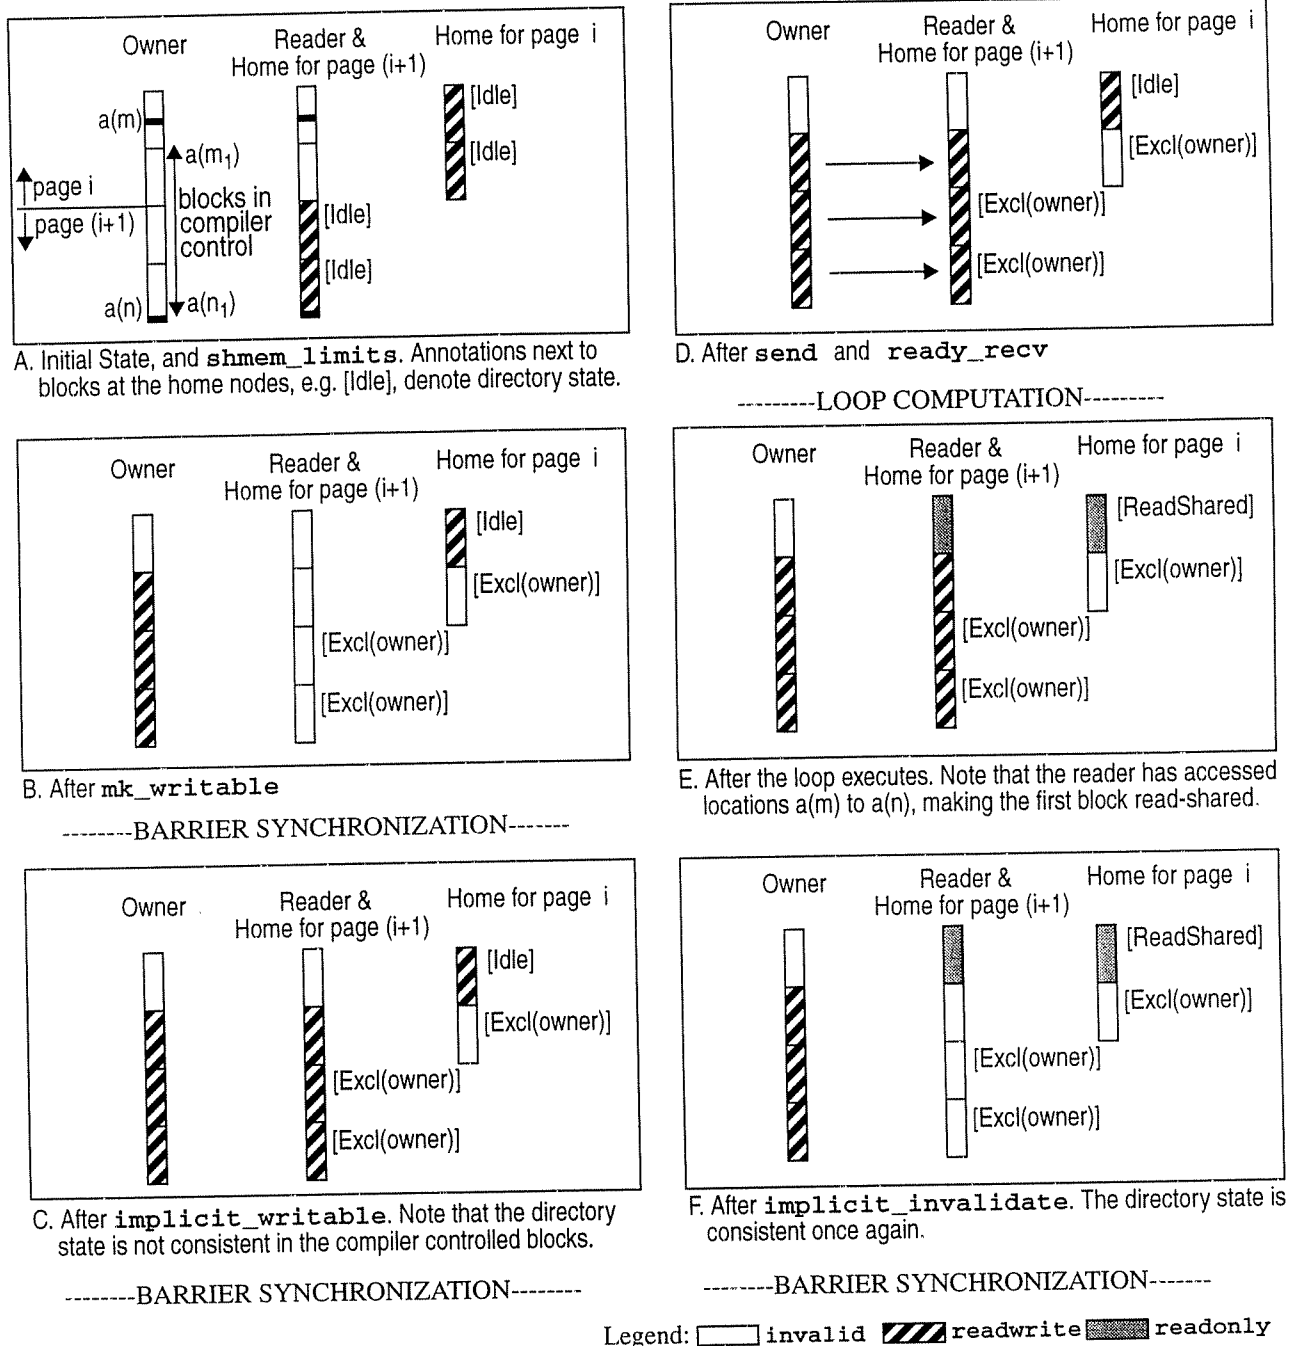 Owner
Reader &
Home for page (i+1)
Home for page i
a(m)
a(m1)
page i
page (i+1)
blocks in
compiler
control
a(n)
a(n1)
[Idle]
[Idle]
[Idle]
[Idle]
A. Initial State, and shmem_limits. Annotations next to
blocks at the home nodes, e.g. [Idle], denote directory state.
Owner
Reader &
Home for page (i+1)
Home for page i
[Idle]
[Excl(owner)]
[Excl(owner)]
[Excl(owner)]
B. After mk_writable
--------BARRIER SYNCHRONIZATION-------
Owner
Reader &
Home for page (i+1)
Home for page i
[Idle]
[Excl(owner)]
[Excl(owner)]
[Excl(owner)]
C. After implicit_writable. Note that the directory
state is not consistent in the compiler controlled blocks.
--------BARRIER SYNCHRONIZATION--------
Owner
Reader &
Home for page (i+1)
Home for page i
[Idle]
[Excl(owner)]
[Excl(owner)]
[Excl(owner)]
D. After send and ready_recv
---------LOOP COMPUTATION---------
Owner
Reader &
Home for page (i+1)
Home for page i
[ReadShared]
[Excl(owner)]
[Excl(owner)]
[Excl(owner)]
E. After the loop executes. Note that the reader has accessed
locations a(m) to a(n), making the first block read-shared.
Owner
Reader &
Home for page (i+1)
Home for page i
[ReadShared]
[Excl(owner)]
[Excl(owner)]
[Excl(owner)]
F. After implicit_invalidate. The directory state is
consistent once again.
--------BARRIER SYNCHRONIZATION-------
Legend: invalid readwrite readonly